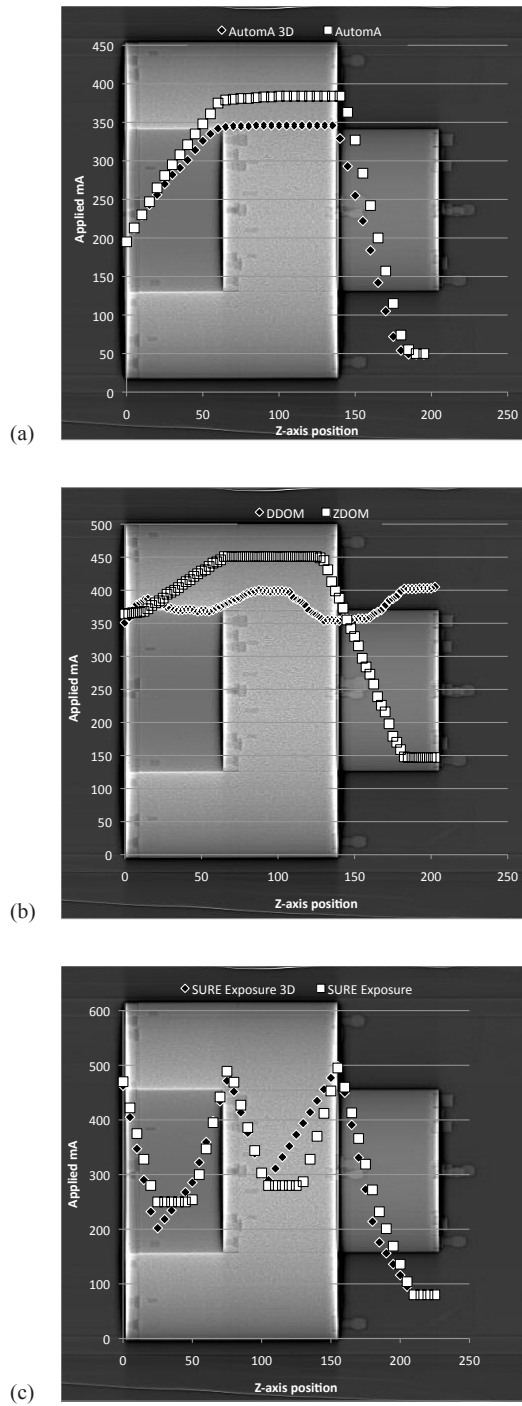 AutomA 3D AutomA
450
400
350
300
250
200
150
100
50
0
Applied mA
0 50 100 150 200 250
Z-axis position
(a)
DDOM ZDOM
500
450
400
350
300
250
200
150
100
50
0
Applied mA
0 50 100 150 200 250
Z-axis position
(b)
SURE Exposure 3D SURE Exposure
600
500
400
300
200
100
0
Applied mA
0 50 100 150 200 250
Z-axis position
(c)